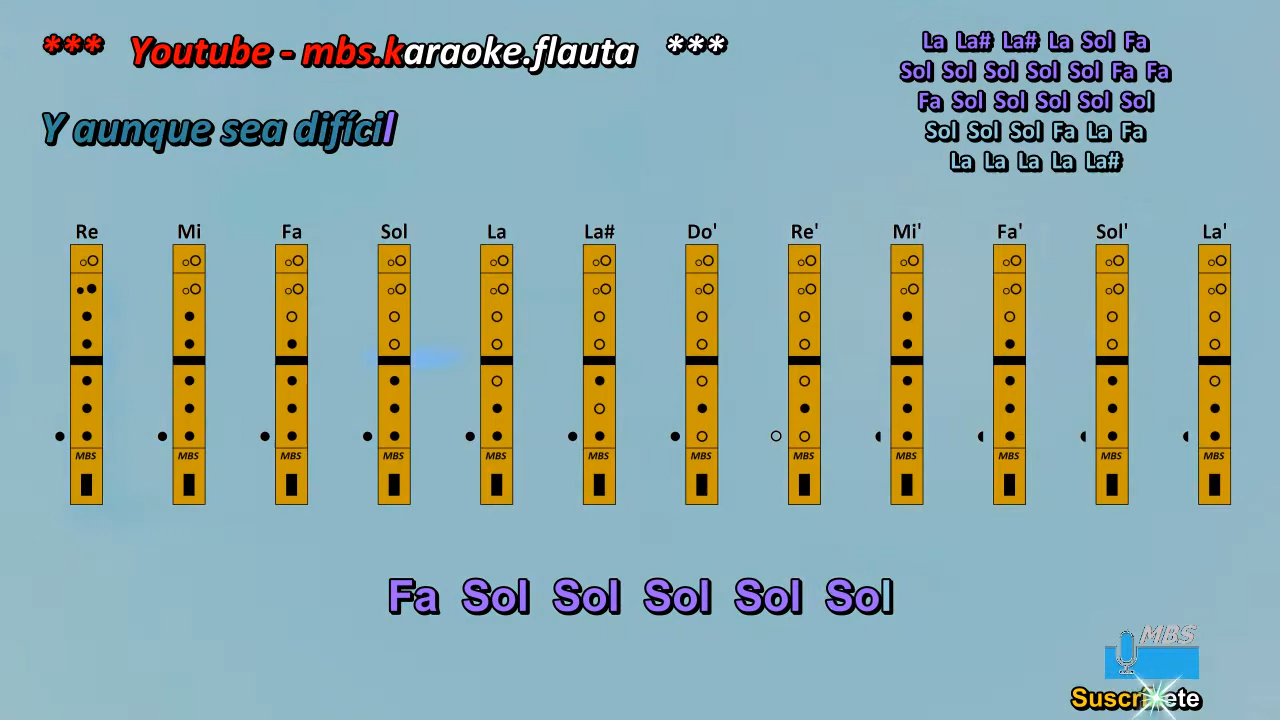 *** Youtube - mbs.karaoke.flauta ***
Y aunque sea difícil
La La# La# La Sol Fa
Sol Sol Sol Sol Sol Fa Fa
Fa Sol Sol Sol Sol Sol
Sol Sol Sol Fa La Fa
La La La La La#
Re Mi Fa Sol La La# Do' Re' Mi' Fa' Sol' La'
MBS MBS MBS MBS MBS MBS MBS MBS MBS MBS MBS MBS
Fa Sol Sol Sol Sol Sol
MBS
Suscríbete